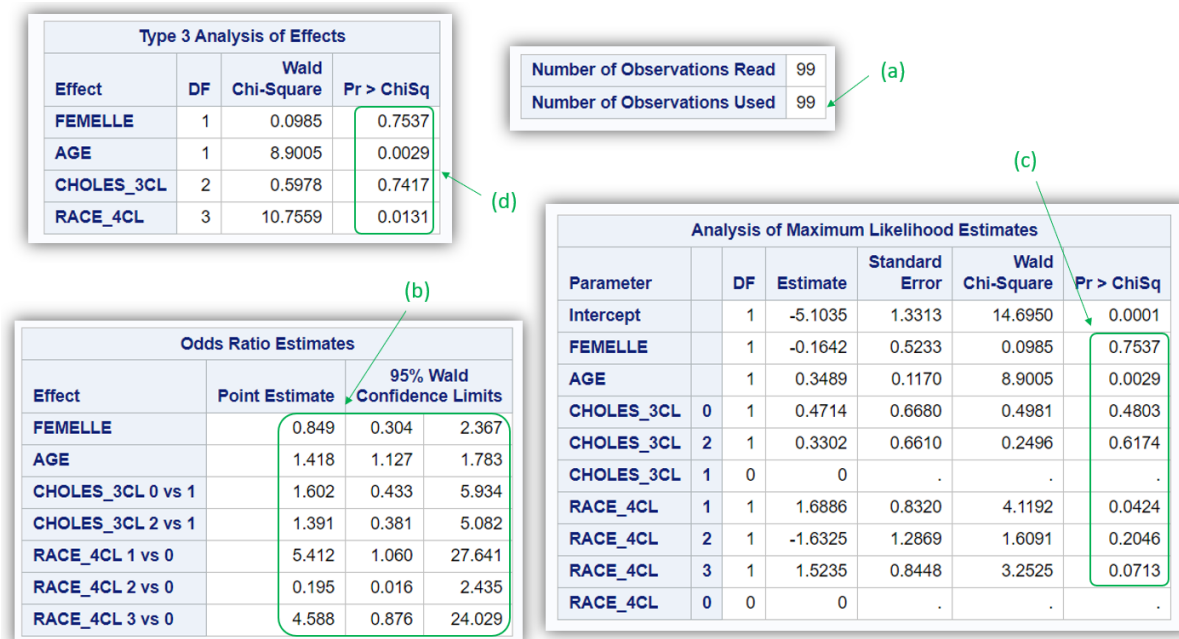 Type 3 Analysis of Effects
Effect DF Wald Chi-Square Pr > ChiSq
FEMELLE 1 0.0985 0.7537
AGE 1 8.9005 0.0029
CHOLES_3CL 2 0.5978 0.7417
RACE_4CL 3 10.7559 0.0131
(d)
Number of Observations Read 99
Number of Observations Used 99
(a)
(b)
Odds Ratio Estimates
Effect Point Estimate 95% Wald Confidence Limits
FEMELLE 0.849 0.304 2.367
AGE 1.418 1.127 1.783
CHOLES_3CL 0 vs 1 1.602 0.433 5.934
CHOLES_3CL 2 vs 1 1.391 0.381 5.082
RACE_4CL 1 vs 0 5.412 1.060 27.641
RACE_4CL 2 vs 0 0.195 0.016 2.435
RACE_4CL 3 vs 0 4.588 0.876 24.029
(c)
Analysis of Maximum Likelihood Estimates
Parameter DF Estimate Standard Error Wald Chi-Square Pr > ChiSq
Intercept 1 -5.1035 1.3313 14.6950 0.0001
FEMELLE 1 -0.1642 0.5233 0.0985 0.7537
AGE 1 0.3489 0.1170 8.9005 0.0029
CHOLES_3CL 0 1 0.4714 0.6680 0.4981 0.4803
CHOLES_3CL 2 1 0.3302 0.6610 0.2496 0.6174
CHOLES_3CL 1 0 0 . . .
RACE_4CL 1 1 1.6886 0.8320 4.1192 0.0424
RACE_4CL 2 1 -1.6325 1.2869 1.6091 0.2046
RACE_4CL 3 1 1.5235 0.8448 3.2525 0.0713
RACE_4CL 0 0 0 . . .